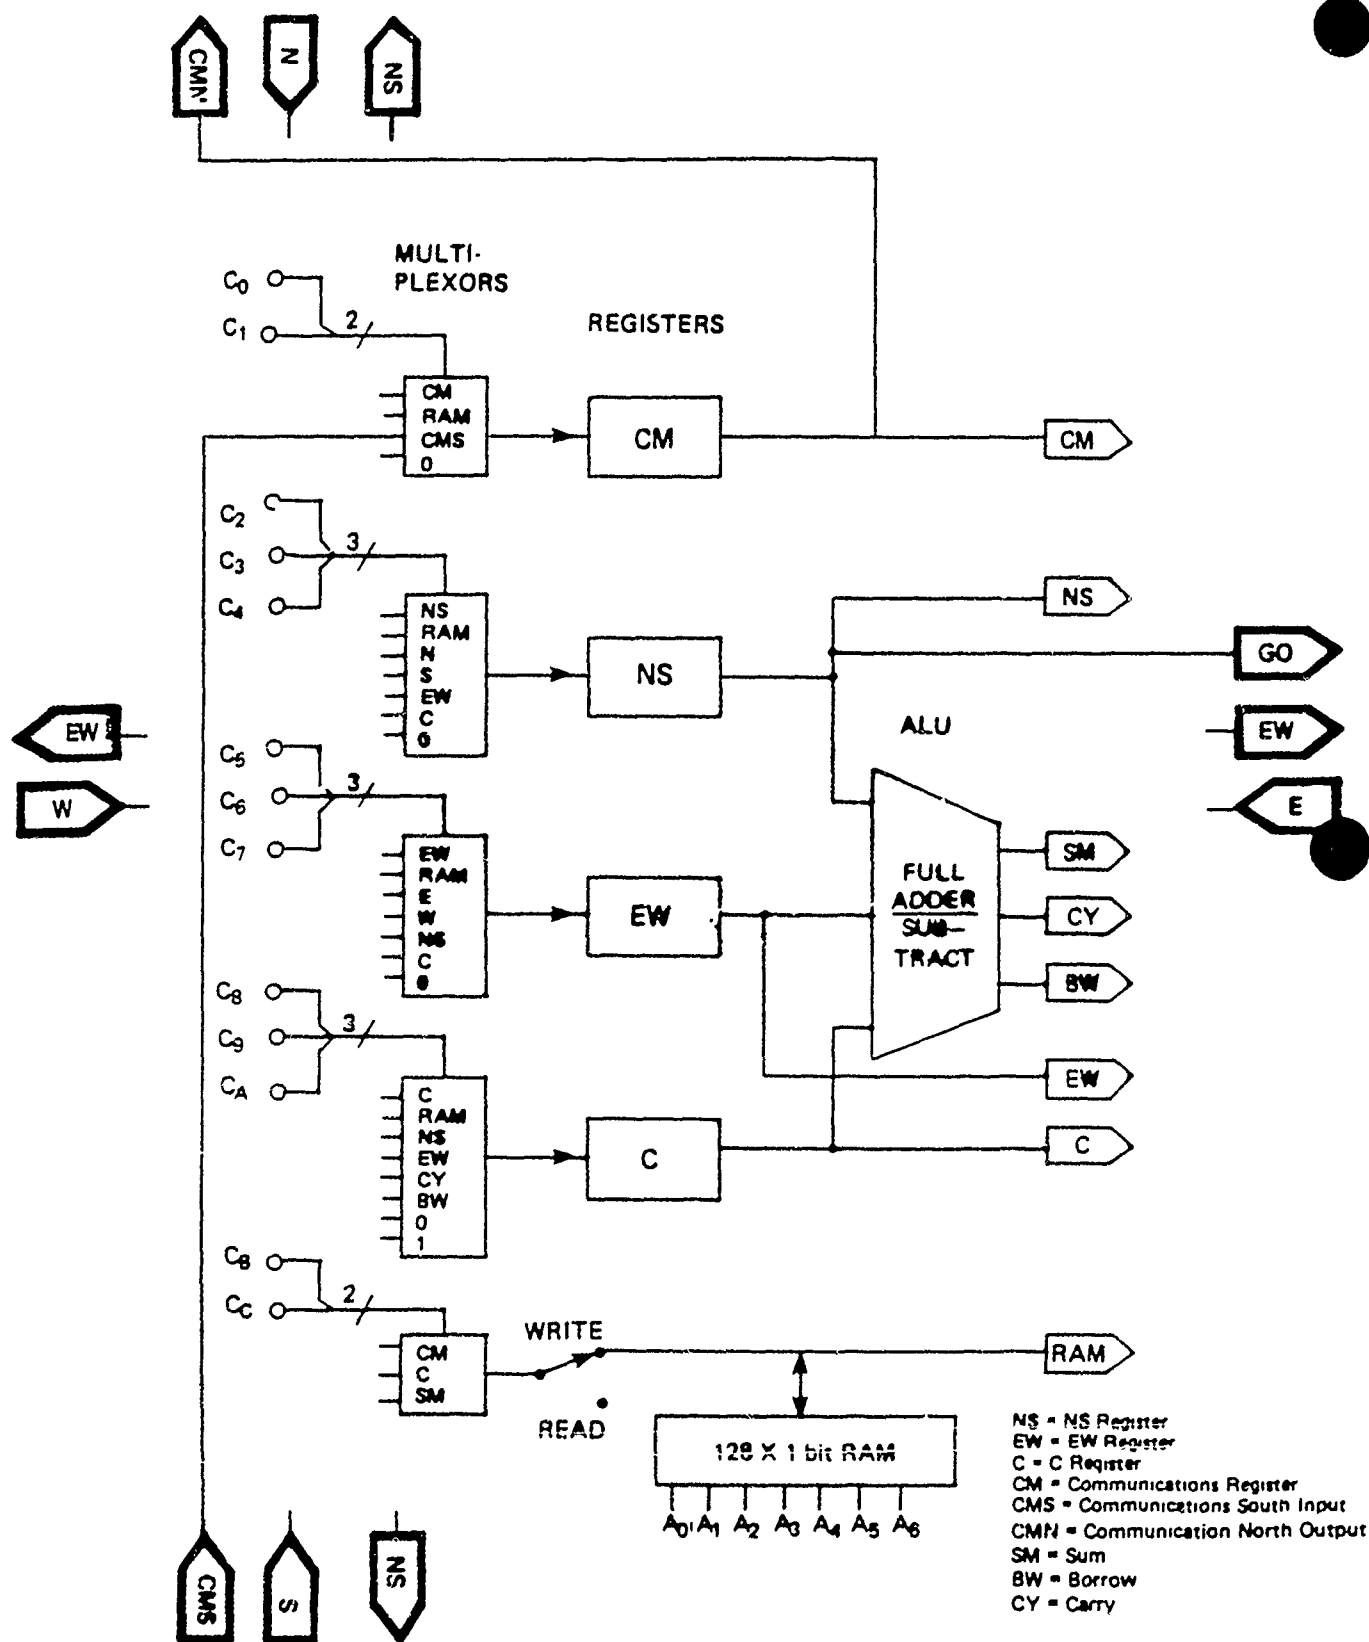 CMN
N
NS
MULTI-
PLEXORS
C0
C1
2
REGISTERS
CM
RAM
CMS
0
CM
CM
C2
C3
C4
3
NS
RAM
N
S
EW
C
0
NS
NS
GO
EW
W
EW
E
ALU
C5
C6
C7
3
EW
RAM
E
W
NS
C
0
EW
FULL
ADDER
SUB-
TRACT
SM
CY
BW
EW
C
C8
C9
CA
3
C
RAM
NS
EW
CY
BW
0
1
C
CB
CC
2
CM
C
SM
WRITE
READ
RAM
128 X 1 bit RAM
A0 A1 A2 A3 A4 A5 A6
NS = NS Register
EW = EW Register
C = C Register
CM = Communications Register
CMS = Communications South Input
CMN = Communication North Output
SM = Sum
BW = Borrow
CY = Carry
CMS
S
NS